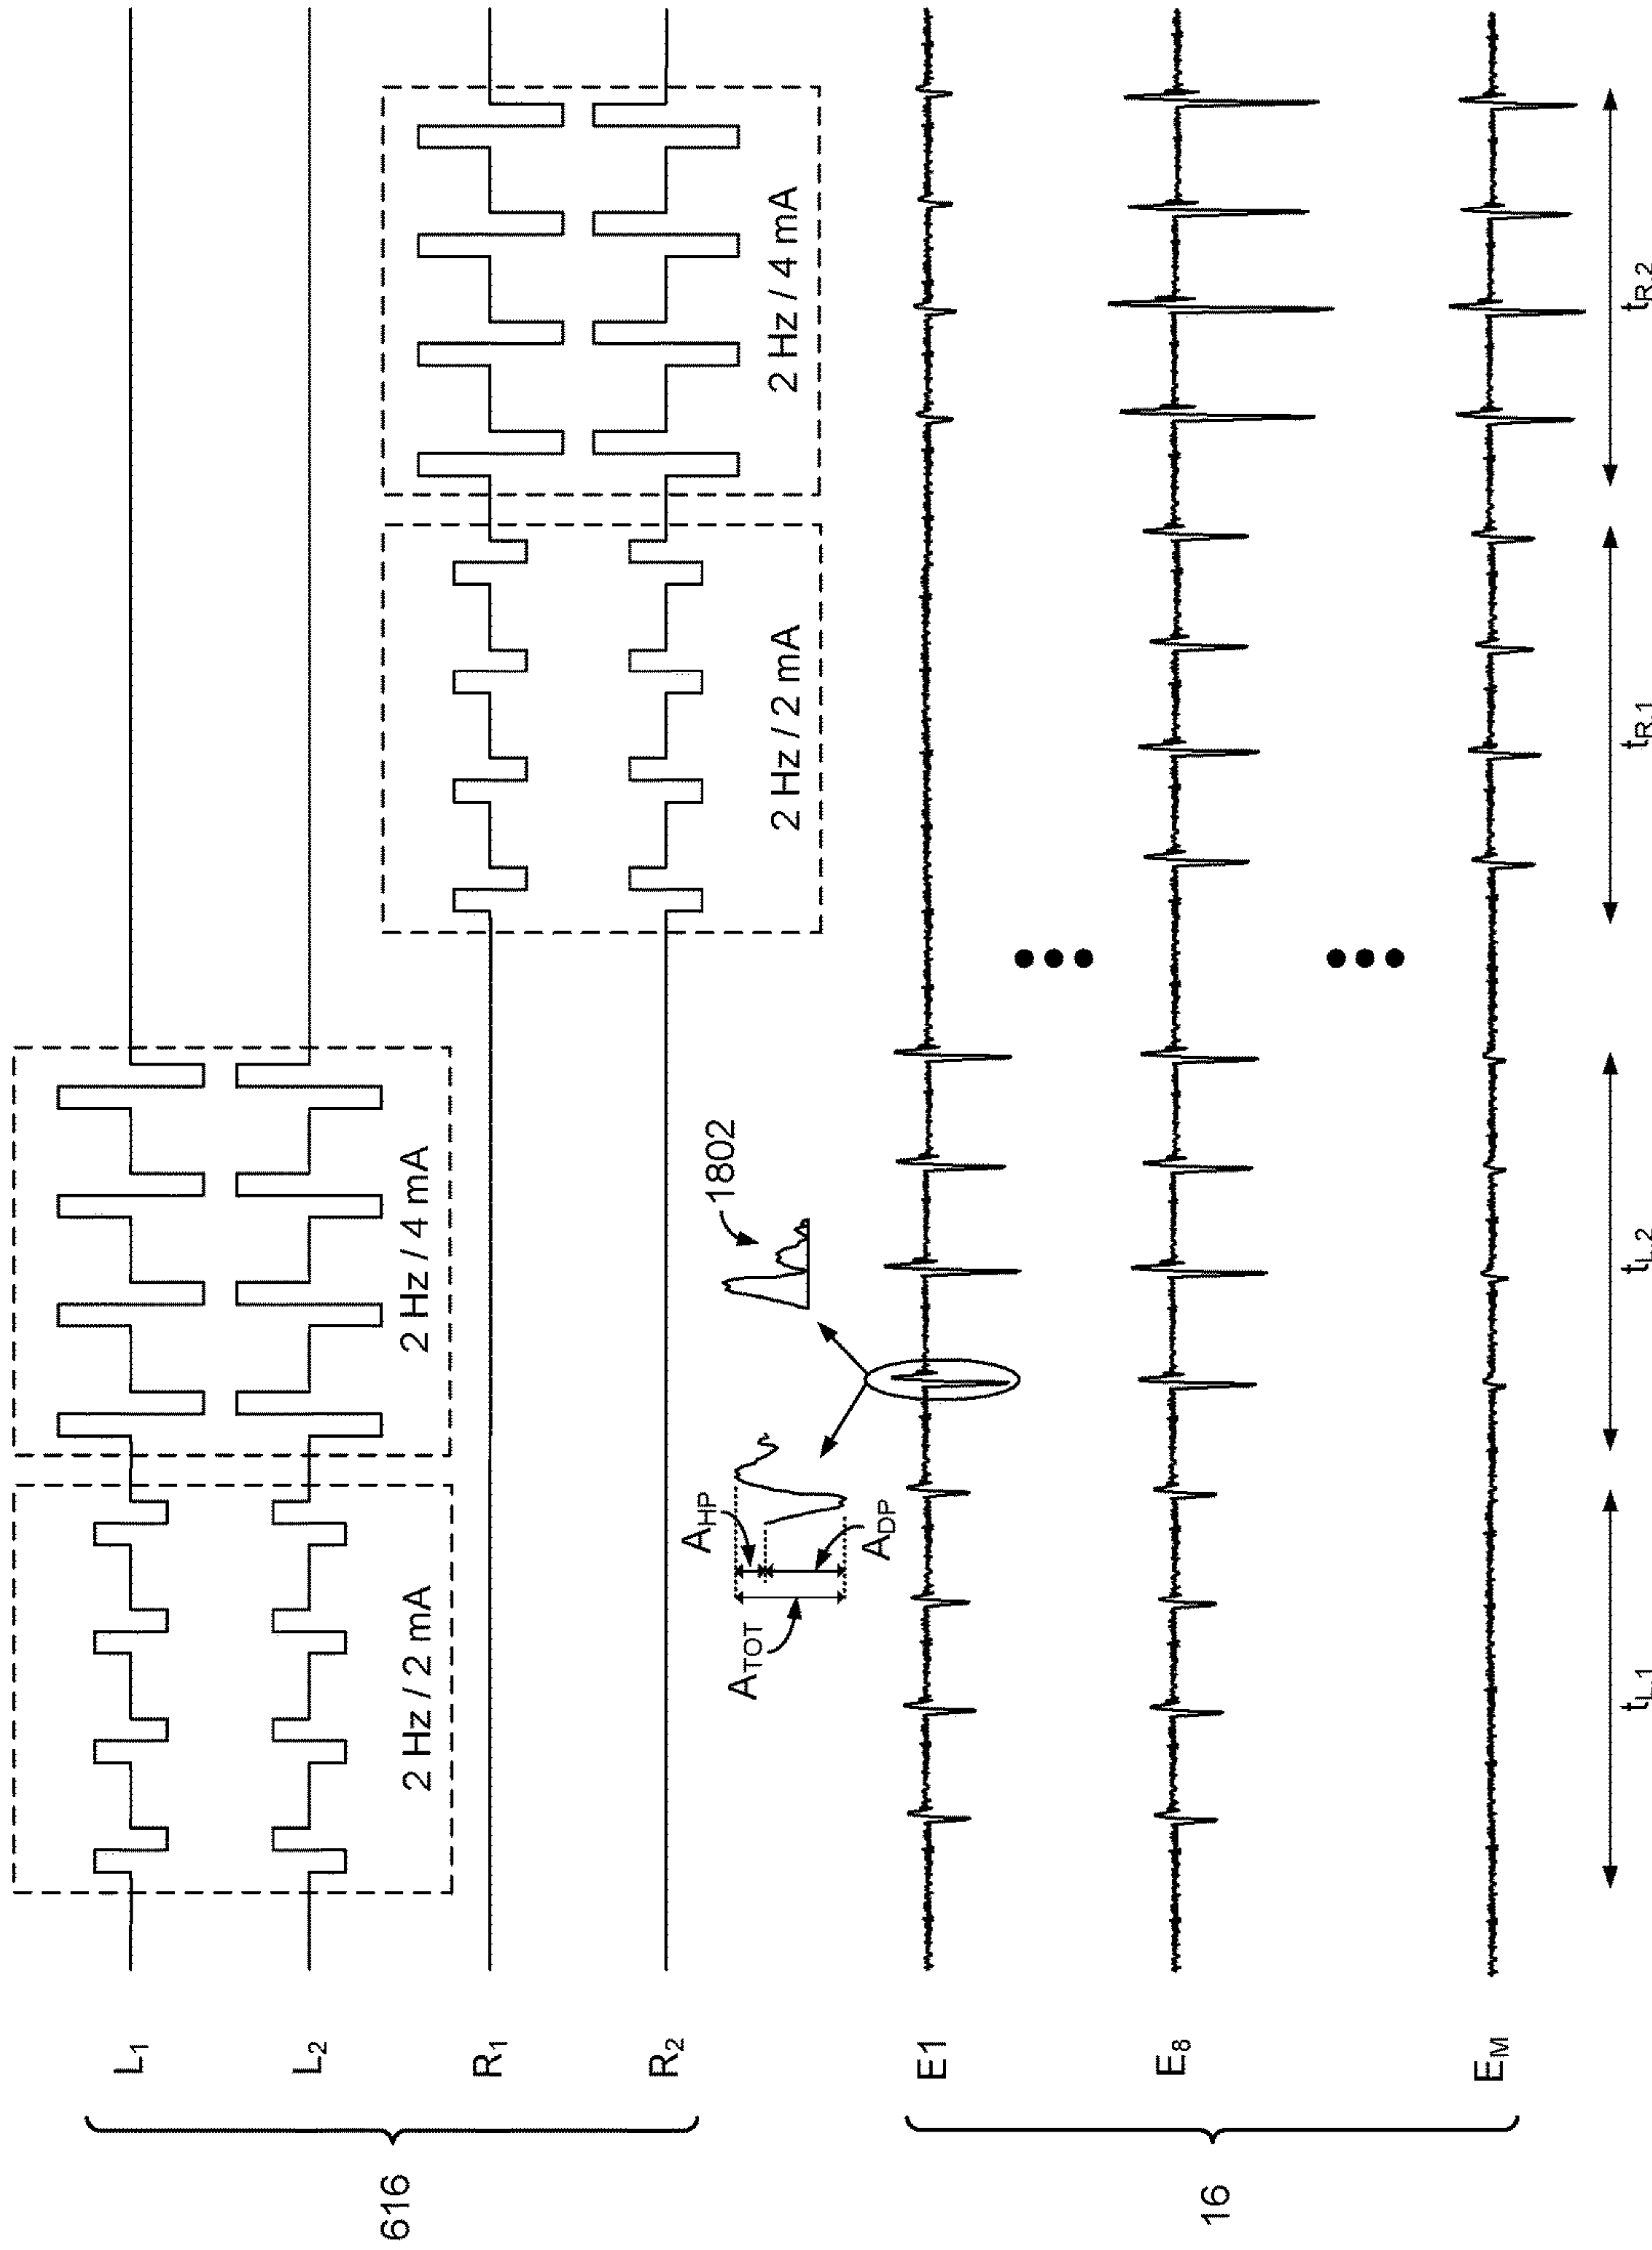 616
L1
L2
R1
R2
2 Hz / 2 mA
2 Hz / 4 mA
2 Hz / 2 mA
2 Hz / 4 mA
ATOT
AHP
ADP
1802
16
E1
E8
EM
tL.1
tL.2
tR.1
tR.2